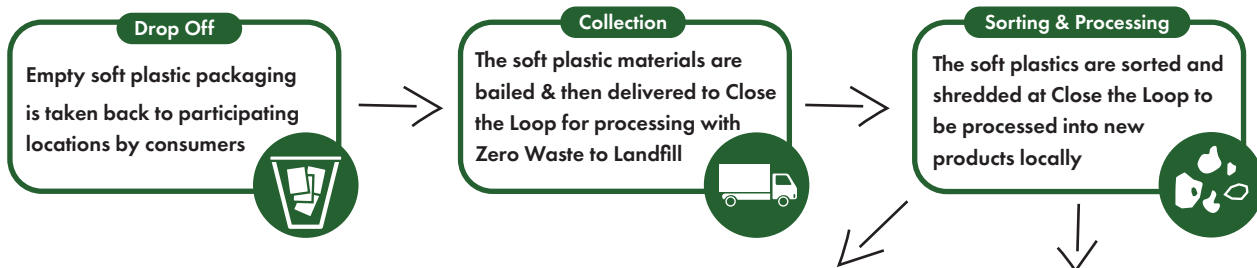 Drop Off
Empty soft plastic packaging
is taken back to participating
locations by consumers
Collection
The soft plastic materials are
bailed & then delivered to Close
the Loop for processing with
Zero Waste to Landfill
Sorting & Processing
The soft plastics are sorted and
shredded at Close the Loop to
be processed into new
products locally